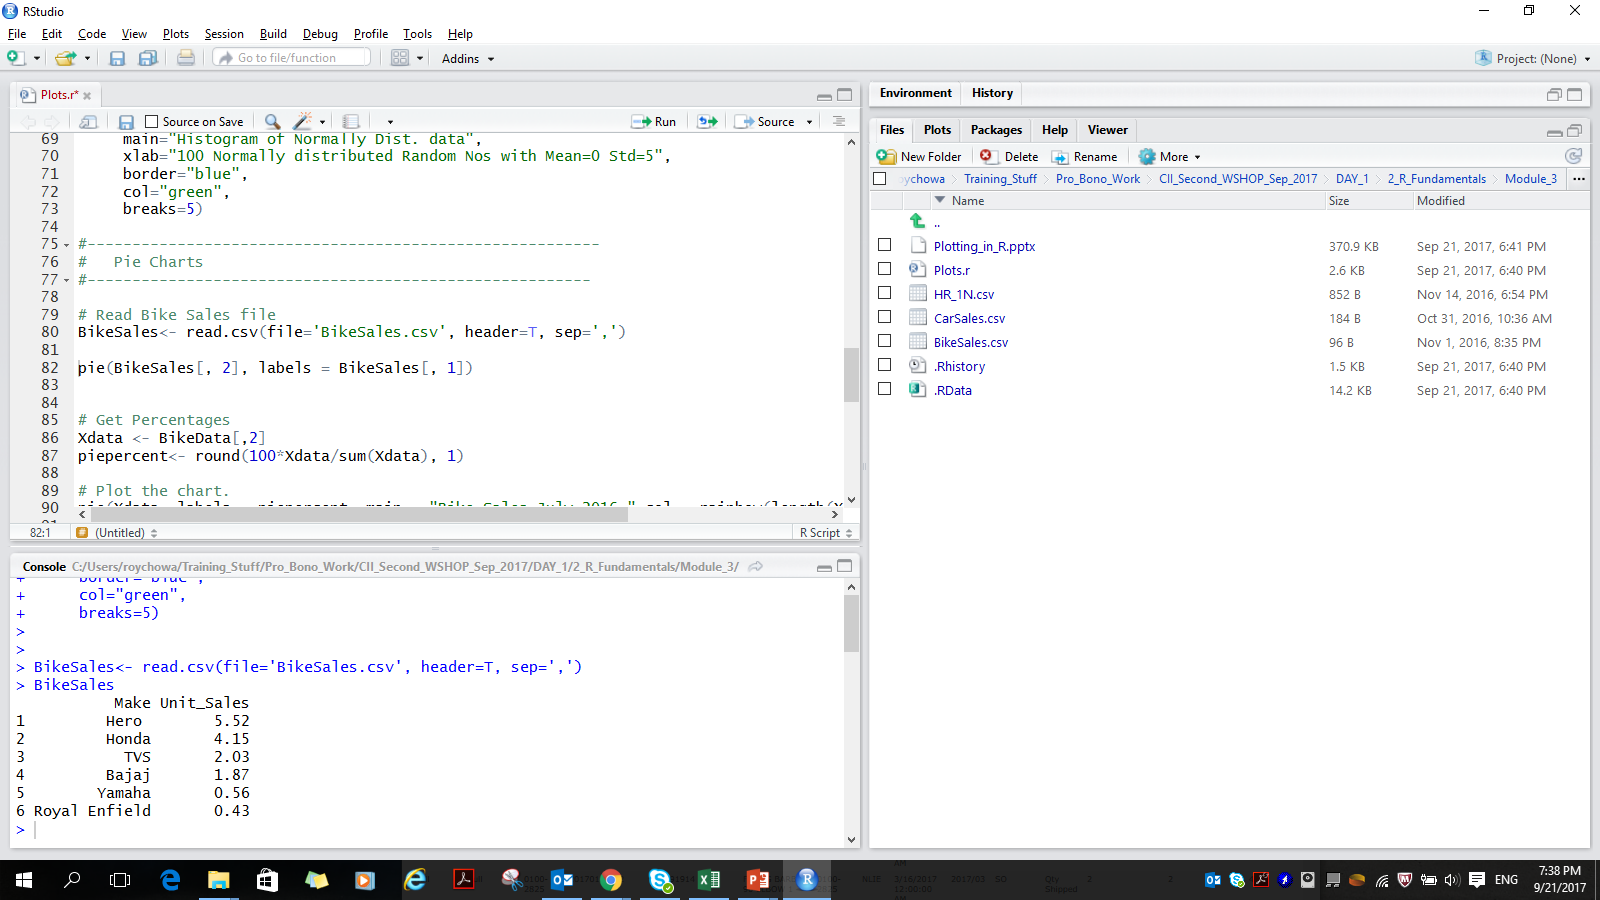 RStudio
File Edit Code View Plots Session Build Debug Profile Tools Help
Go to file/function Addins Project: (None)
Plots.r*
Source on Save Run Source
69 main="Histogram of Normally Dist. data",
70 xlab="100 Normally distributed Random Nos with Mean=0 Std=5",
71 border="blue",
72 col="green",
73 breaks=5)
74
75 #---------------------------------------------------------
76 #   Pie Charts
77 #--------------------------------------------------------
78
79 # Read Bike Sales file
80 BikeSales<- read.csv(file='BikeSales.csv', header=T, sep=',')
81
82 pie(BikeSales[, 2], labels = BikeSales[, 1])
83
84
85 # Get Percentages
86 Xdata <- BikeData[,2]
87 piepercent<- round(100*Xdata/sum(Xdata), 1)
88
89 # Plot the chart.
90
82:1 (Untitled) R Script
Console C:/Users/roychowa/Training_Stuff/Pro_Bono_Work/CII_Second_WSHOP_Sep_2017/DAY_1/2_R_Fundamentals/Module_3/
+ border="blue",
+ col="green",
+ breaks=5)
>
>
> BikeSales<- read.csv(file='BikeSales.csv', header=T, sep=',')
> BikeSales
Make Unit_Sales
1 Hero 5.52
2 Honda 4.15
3 TVS 2.03
4 Bajaj 1.87
5 Yamaha 0.56
6 Royal Enfield 0.43
>
Environment History
Files Plots Packages Help Viewer
New Folder Delete Rename More
oychowa Training_Stuff Pro_Bono_Work CII_Second_WSHOP_Sep_2017 DAY_1 2_R_Fundamentals Module_3 ...
Name Size Modified
..
Plotting_in_R.pptx 370.9 KB Sep 21, 2017, 6:41 PM
Plots.r 2.6 KB Sep 21, 2017, 6:40 PM
HR_1N.csv 852 B Nov 14, 2016, 6:54 PM
CarSales.csv 184 B Oct 31, 2016, 10:36 AM
BikeSales.csv 96 B Nov 1, 2016, 8:35 PM
.Rhistory 1.5 KB Sep 21, 2017, 6:40 PM
.RData 14.2 KB Sep 21, 2017, 6:40 PM
ENG
7:38 PM
9/21/2017